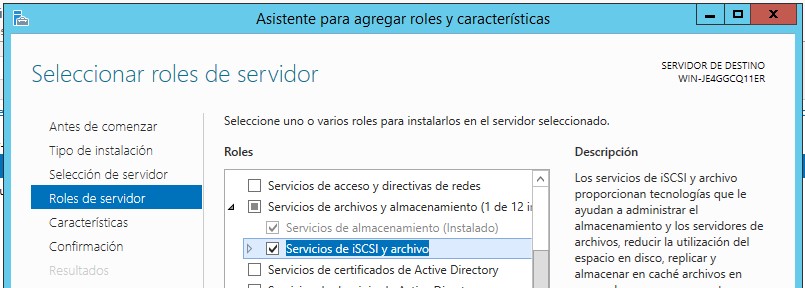 Asistente para agregar roles y características
Seleccionar roles de servidor
SERVIDOR DE DESTINO
WIN-JE4GGCQ11ER
Antes de comenzar
Tipo de instalación
Selección de servidor
Roles de servidor
Características
Confirmación
Resultados
Seleccione uno o varios roles para instalarlos en el servidor seleccionado.
Roles
Servicios de acceso y directivas de redes
Servicios de archivos y almacenamiento (1 de 12 in
Servicios de almacenamiento (Instalado)
Servicios de iSCSI y archivo
Servicios de certificados de Active Directory
Descripción
Los servicios de iSCSI y archivo
proporcionan tecnologías que le
ayudan a administrar el
almacenamiento y los servidores de
archivos, reducir la utilización del
espacio en disco, replicar y
almacenar en caché archivos en